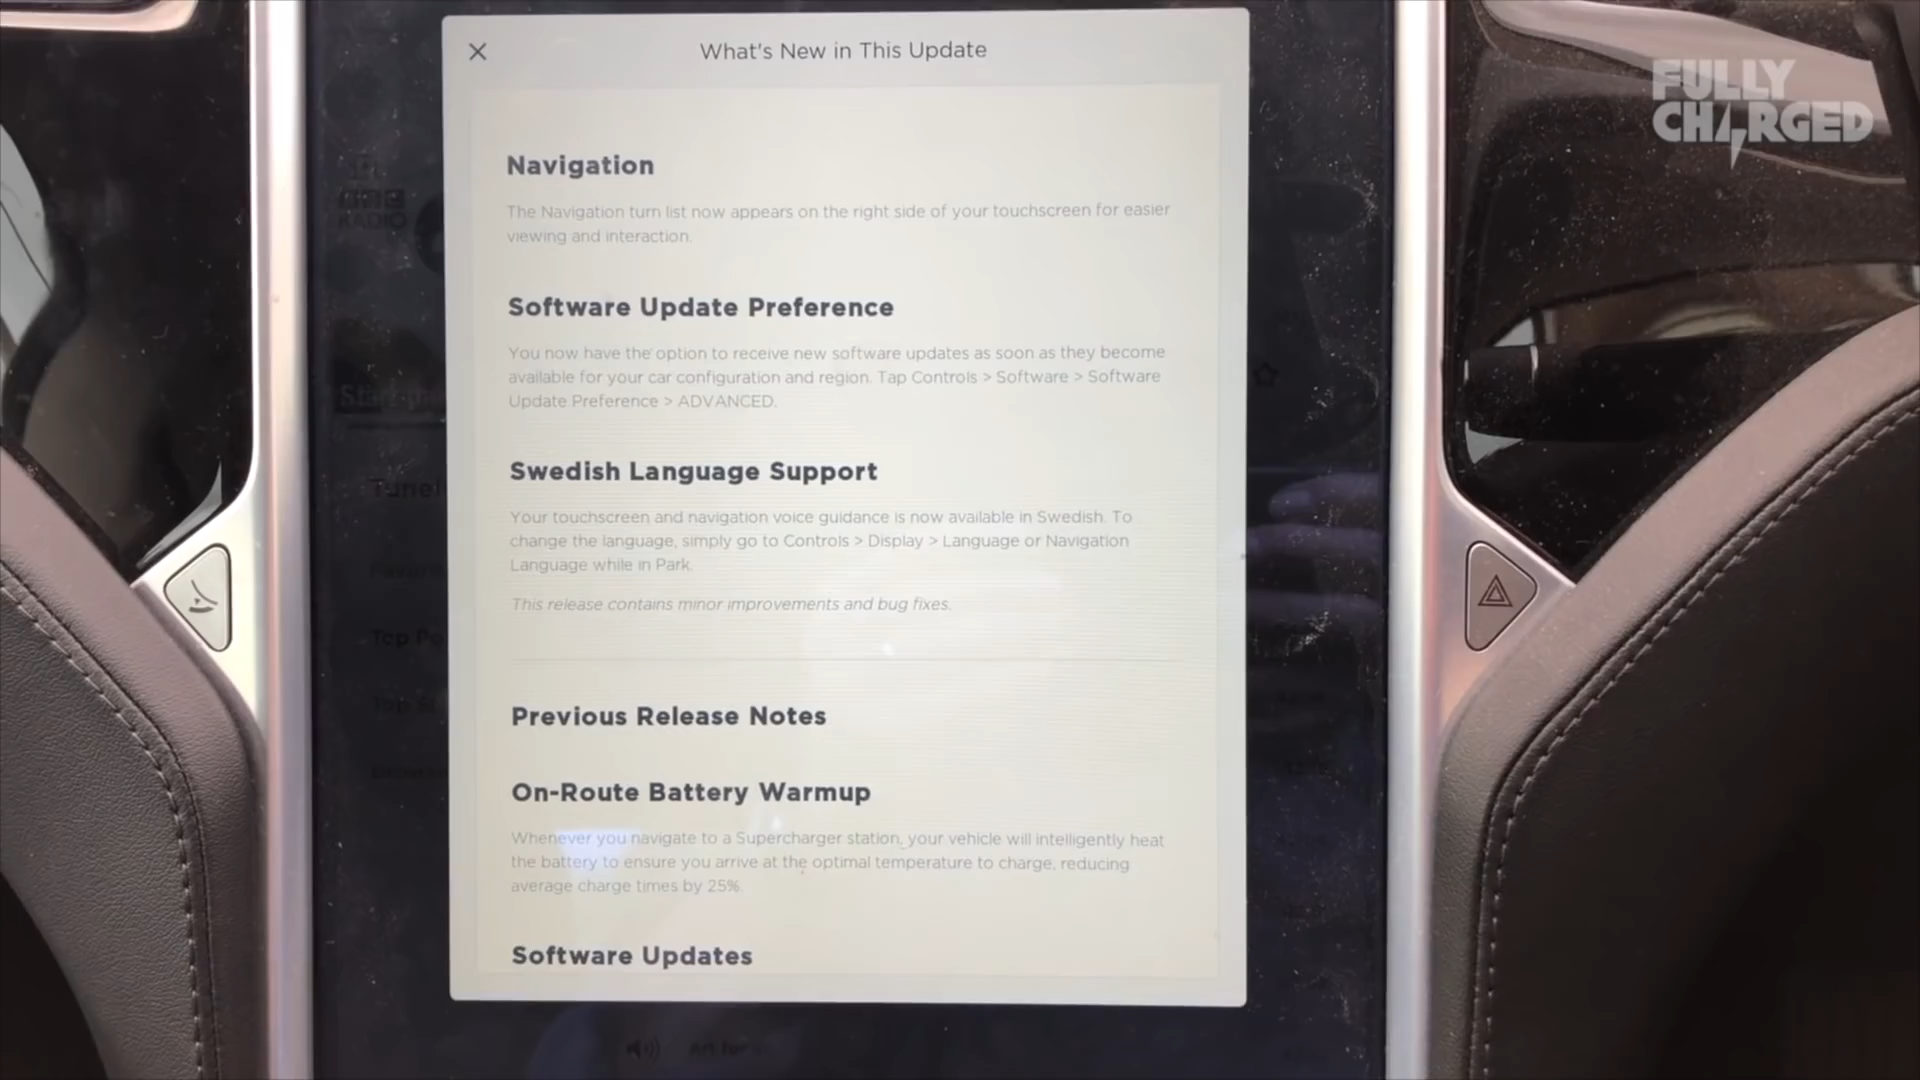 What's New in This Update
FULLY
CHARGED
Navigation
The Navigation turn list now appears on the right side of your touchscreen for easier
viewing and interaction.
Software Update Preference
You now have the option to receive new software updates as soon as they become
available for your car configuration and region. Tap Controls > Software > Software
Update Preference > ADVANCED.
Swedish Language Support
Your touchscreen and navigation voice guidance is now available in Swedish. To
change the language, simply go to Controls > Display > Language or Navigation
Language while in Park.
This release contains minor improvements and bug fixes.
Previous Release Notes
On-Route Battery Warmup
Whenever you navigate to a Supercharger station, your vehicle will intelligently heat
the battery to ensure you arrive at the optimal temperature to charge, reducing
average charge times by 25%.
Software Updates
RADIO
TuneI
Top Po